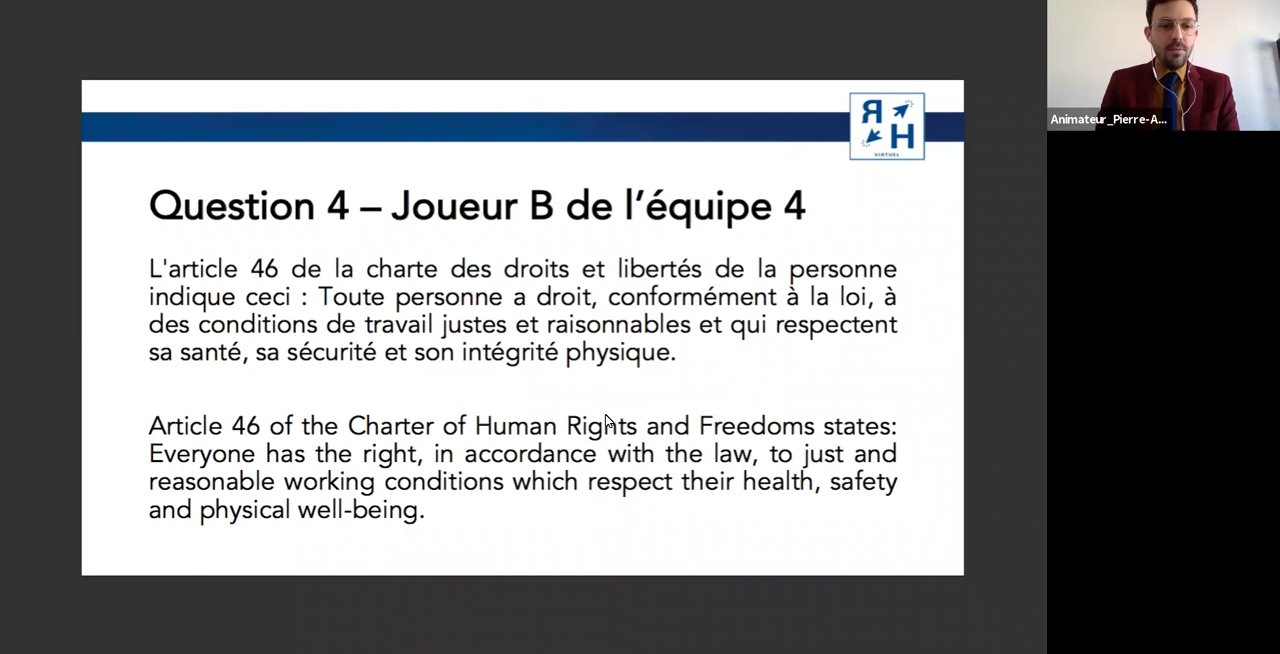 Question 4 – Joueur B de l’équipe 4
L'article 46 de la charte des droits et libertés de la personne
indique ceci : Toute personne a droit, conformément à la loi, à
des conditions de travail justes et raisonnables et qui respectent
sa santé, sa sécurité et son intégrité physique.
Article 46 of the Charter of Human Rights and Freedoms states:
Everyone has the right, in accordance with the law, to just and
reasonable working conditions which respect their health, safety
and physical well-being.
Я
H
VIRTUEL
Animateur_Pierre-A...